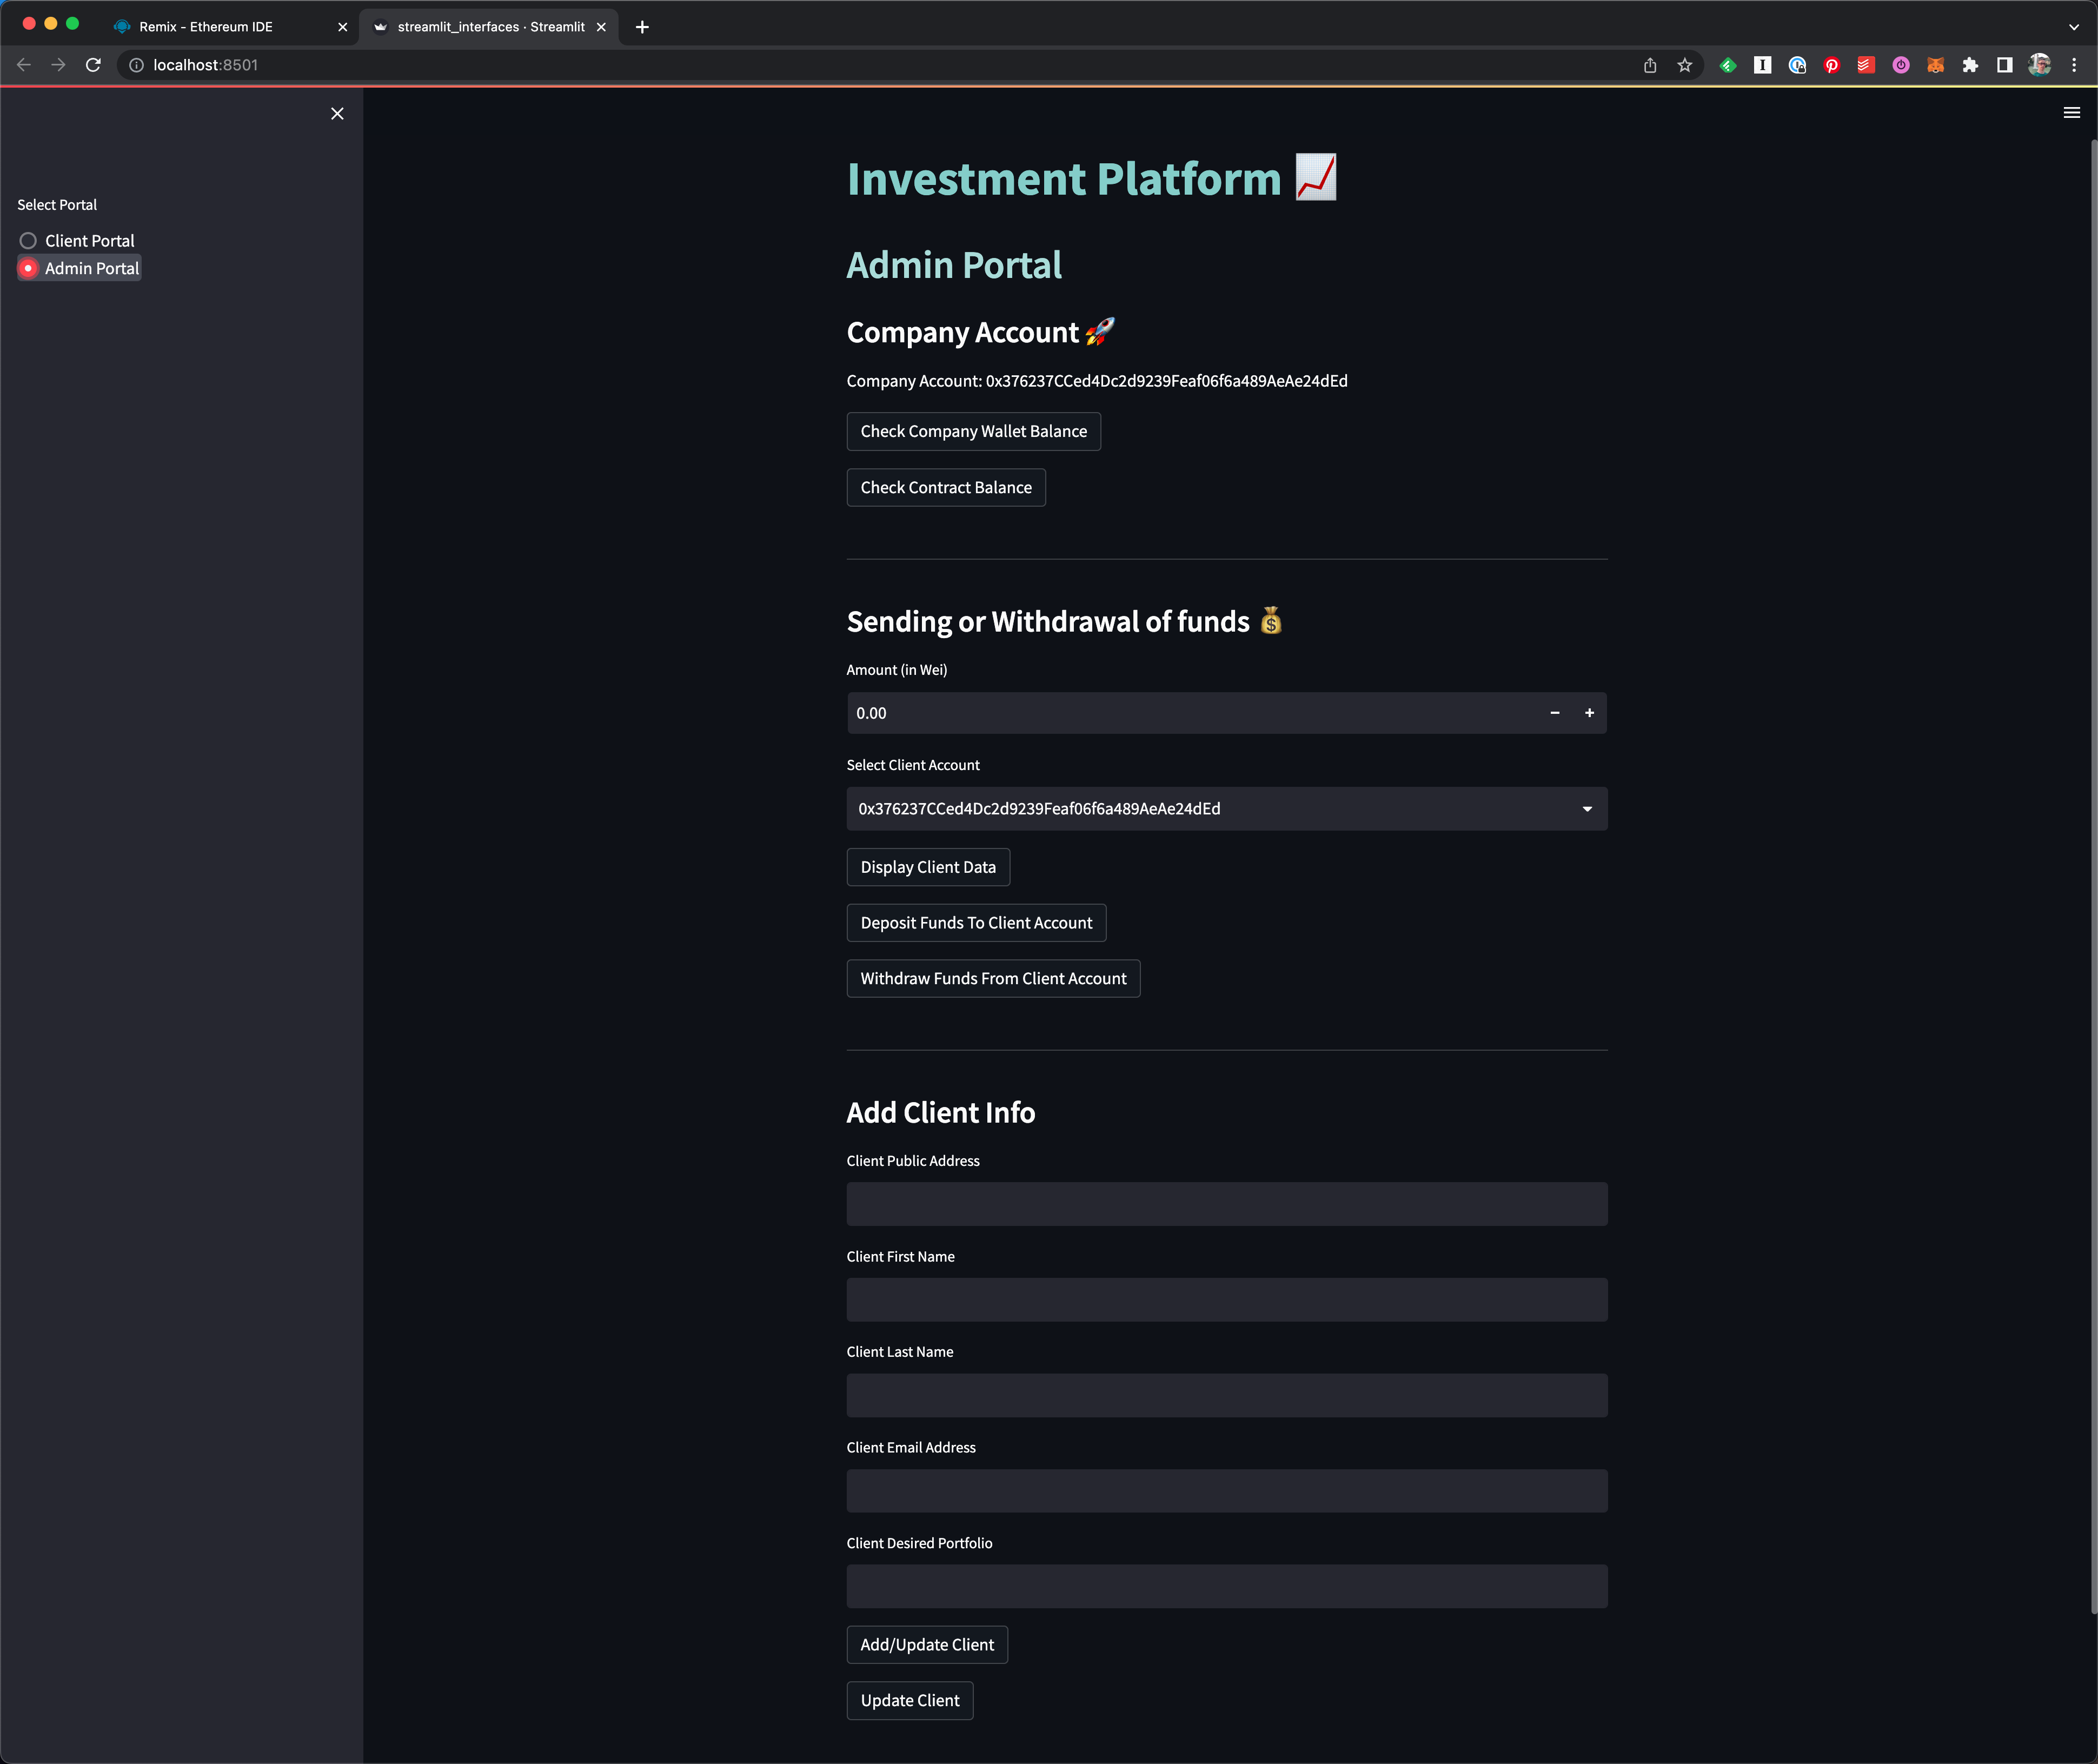 Remix - Ethereum IDE
streamlit_interfaces · Streamlit
localhost:8501
Select Portal
Client Portal
Admin Portal
Investment Platform
Admin Portal
Company Account
Company Account: 0x376237CCed4Dc2d9239Feaf06f6a489AeAe24dEd
Check Company Wallet Balance
Check Contract Balance
Sending or Withdrawal of funds
Amount (in Wei)
0.00
Select Client Account
0x376237CCed4Dc2d9239Feaf06f6a489AeAe24dEd
Display Client Data
Deposit Funds To Client Account
Withdraw Funds From Client Account
Add Client Info
Client Public Address
Client First Name
Client Last Name
Client Email Address
Client Desired Portfolio
Add/Update Client
Update Client